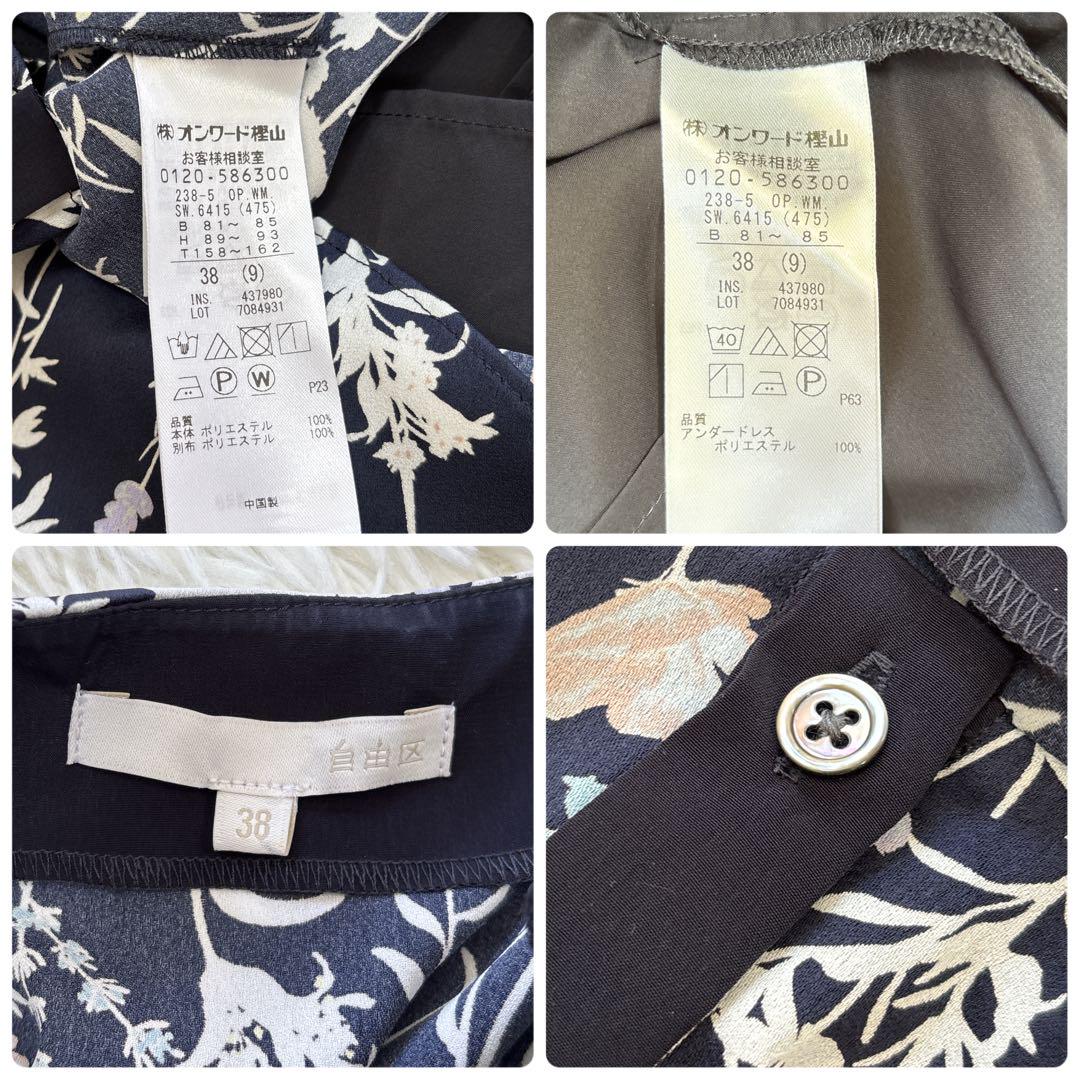 (株)オンワード樫山
お客様相談室
0120-586300
238-5 OP.WM.
SW.6415 (475)
B 81～ 85
H 89～ 93
T158～162
38 (9)
INS. 437980
LOT 7084931
P W
P23
品質
本体 ポリエステル 100%
別布 ポリエステル 100%
中国製
(株)オンワード樫山
お客様相談室
0120-586300
238-5 OP.WM.
SW.6415 (475)
B 81～ 85
38 (9)
INS. 437980
LOT 7084931
40
P
P63
品質
アンダードレス
ポリエステル 100%
自由区
38